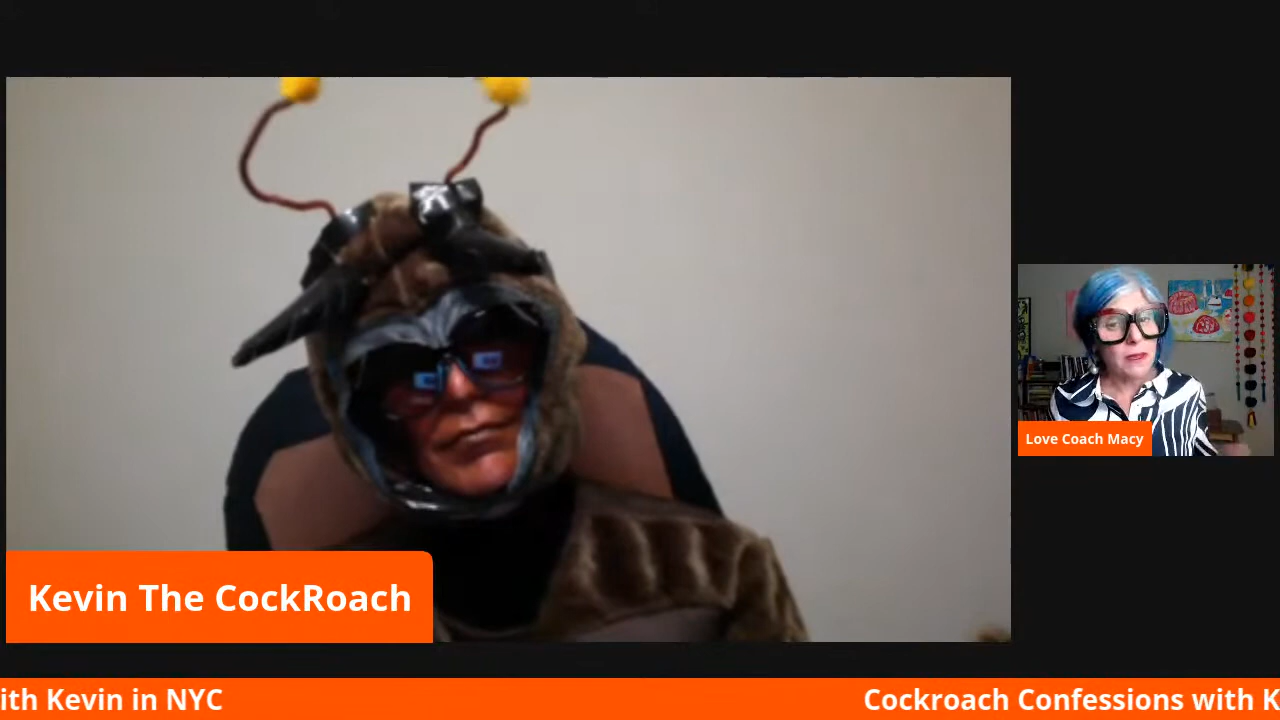 Love Coach Macy
Kevin The CockRoach
ith Kevin in NYC
Cockroach Confessions with K